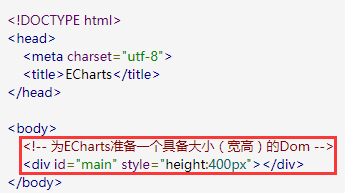 <!DOCTYPE html>
<head>
<meta charset="utf-8">
<title>ECharts</title>
</head>
<body>
<!-- 为ECharts准备一个具备大小（宽高）的Dom -->
<div id="main" style="height:400px"></div>
</body>